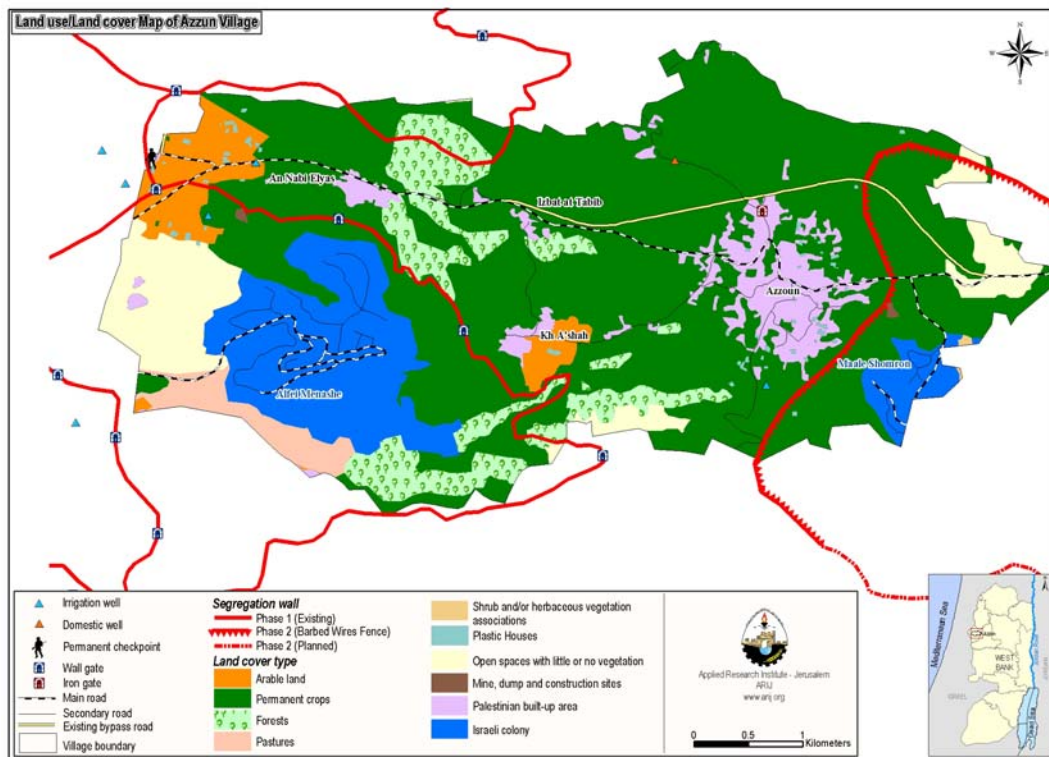 Land use/Land cover Map of Azzun Village
N
W
E
S
An Nabi Elyas
Izbat at Tabib
Azzoun
Kh A'shah
Maale Shomron
Alfei Menashe
Irrigation well
Domestic well
Permanent checkpoint
Wall gate
Iron gate
Main road
Secondary road
Existing bypass road
Village boundary
Segregation wall
Phase 1 (Existing)
Phase 2 (Barbed Wires Fence)
Phase 2 (Planned)
Land cover type
Arable land
Permanent crops
Forests
Pastures
Shrub and/or herbaceous vegetation
associations
Plastic Houses
Open spaces with little or no vegetation
Mine, dump and construction sites
Palestinian built-up area
Israeli colony
Applied Research Institute - Jerusalem
ARIJ
www.arij.org
0 0.5 1
Kilometers
Mediterranean Sea
WEST
BANK
ISRAEL
Dead Sea